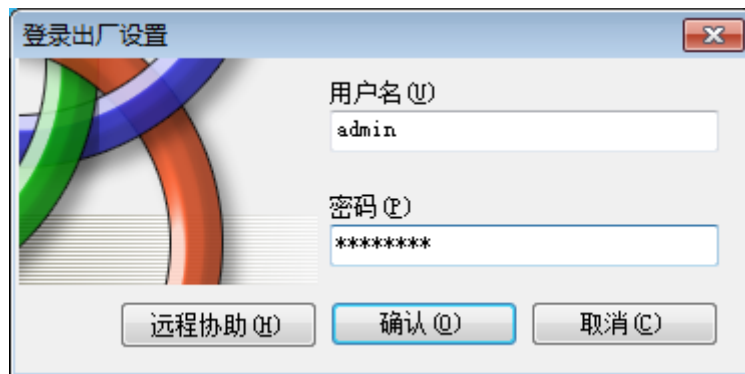 登录出厂设置
用户名(U)
admin
密码(P)
********
远程协助(H)
确认(O)
取消(C)